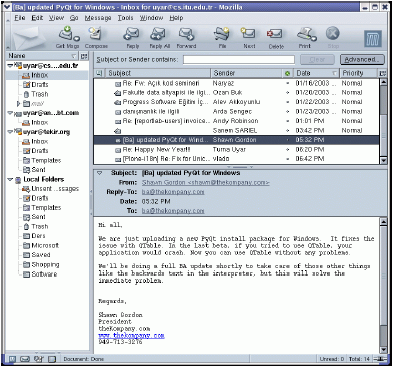 [Ba] updated PyQt for Windows - Inbox for uyar@cs.itu.edu.tr - Mozilla
File Edit View Go Message Tools Window Help
Get Msgs Compose Reply Reply All Forward File Next Delete Print Stop
Name
uyar@cs....edu.tr
Inbox
Drafts
Trash
mail
uyar@an...bt.com
Inbox
uyar@tekir.org
Inbox
Drafts
Templates
Sent
Trash
Local Folders
Unsent ...ssages
Drafts
Templates
Sent
Trash
Ders
Microsoft
Saved
Shopping
Software
Subject or Sender contains: Clear Advanced...
Subject Sender Date Priority
Re: Fw: Açık kod semineri Naryaz 01/16/2003 ... Normal
Fakulte data altyapisi ile ilg... Ozan Buk 01/20/2003 ... Normal
Progress Software Eğitim İç... Alev Akkoyunlu 01/22/2003 ... Normal
danışmanlık ile ilgili Arda Sangec 01/23/2003 ... Normal
Re: [reportlab-users] invoice... Andy Robinson 01:01 PM Normal
Sanem SARIEL 03:42 PM Normal
[Ba] updated PyQt for Wind... Shawn Gordon 05:32 PM
Re: Happy New Year!!! Tuma Uyar 06:20 PM Normal
[Plone-i18n] Re: Fix for Unic... vlado 06:42 PM Normal
Subject: [Ba] updated PyQt for Windows
From: Shawn Gordon <shawn@thekompany.com>
Reply-To: ba@thekompany.com
Date: 05:32 PM
To: ba@thekompany.com
Hi all,
We are just uploading a new PyQt install package for Windows. It fixes the
issue with QTable. In the last beta, if you tried to use QTable, your
application would crash. Now you can use QTable without any problems.
We'll be doing a full BA update shortly to take care of those other things
like the backwards text in the interpreter, but this will solve the
immediate problem.
Regards,
Shawn Gordon
President
theKompany.com
www.thekompany.com
949-713-3276
Document: Done Unread: 0 Total: 14